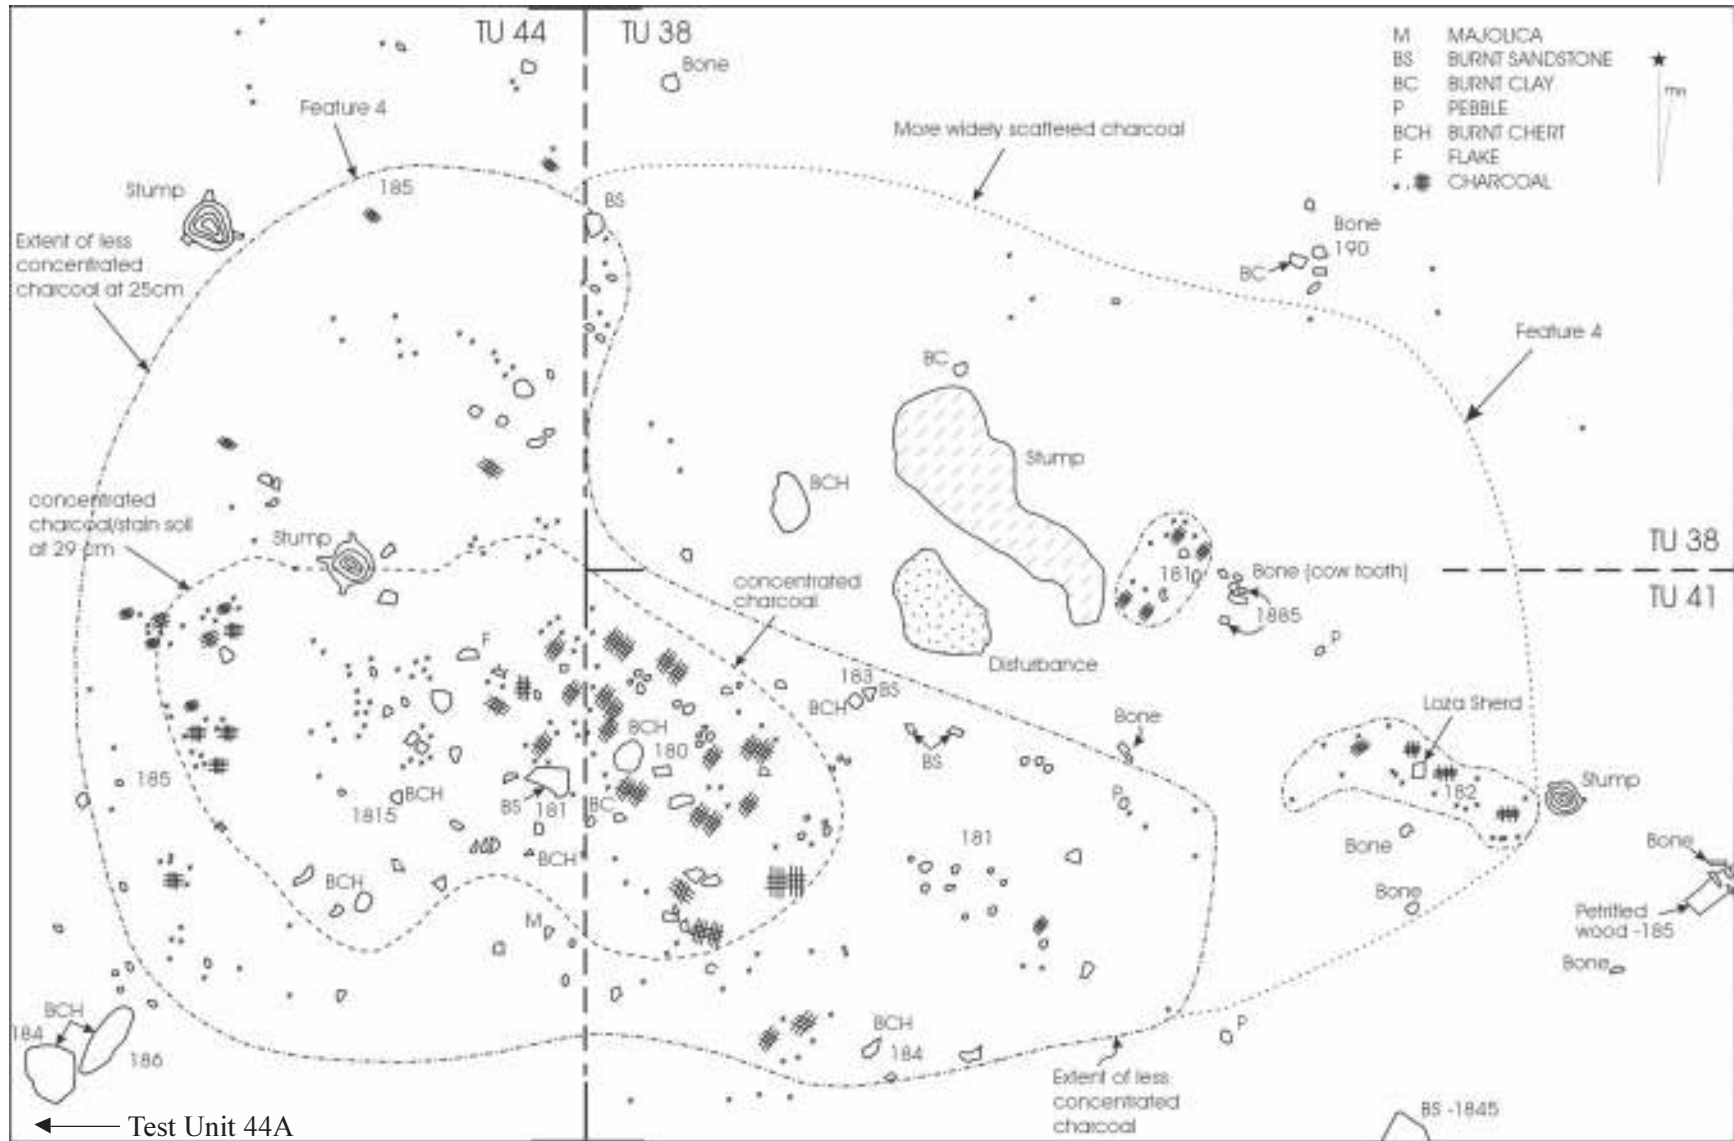 TU 44
TU 38
Bone
M MAJOLICA
BS BURNT SANDSTONE
BC BURNT CLAY
P PEBBLE
BCH BURNT CHERT
F FLAKE
CHARCOAL
mn
Feature 4
More widely scattered charcoal
185
Stump
BS
Extent of less
concentrated
charcoal at 25cm
Bone
190
BC
Feature 4
BC
Stump
BCH
concentrated
charcoal/stain soil
at 29 cm
Stump
TU 38
TU 41
concentrated
charcoal
181
Bone (cow tooth)
1885
F
P
Disturbance
183
BS
BCH
Loza Sherd
Bone
BCH
180
BS
185
BCH
1815
BS
181
BC
P
182
Stump
BCH
181
Bone
Bone
BCH
Bone
M
Petrified
wood -185
Bone
BCH
184
186
BCH
184
P
Extent of less
concentrated
charcoal
BS -1845
Test Unit 44A